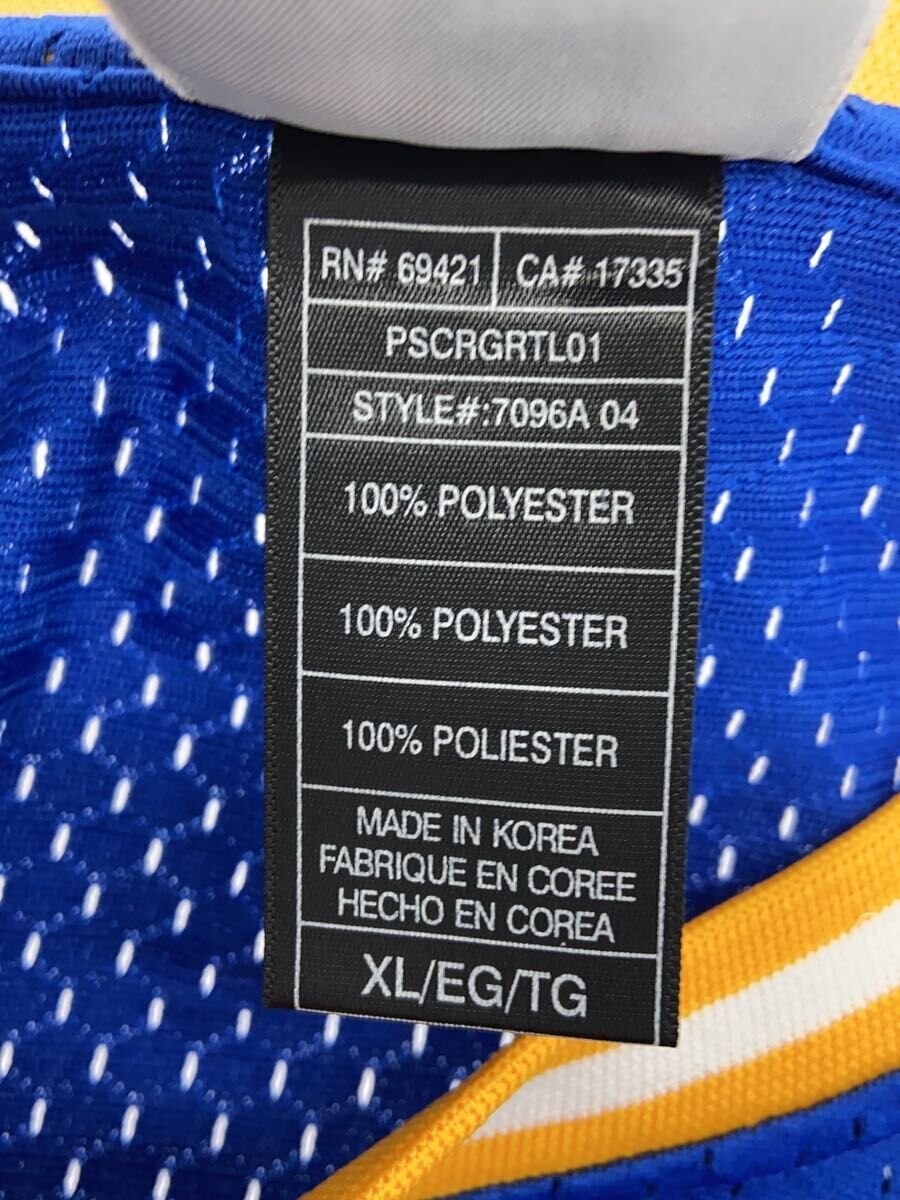 RN# 69421 CA# 17335
PSCRGRTL01
STYLE#:7096A 04
100% POLYESTER
100% POLYESTER
100% POLIESTER
MADE IN KOREA
FABRIQUE EN COREE
HECHO EN COREA
XL/EG/TG